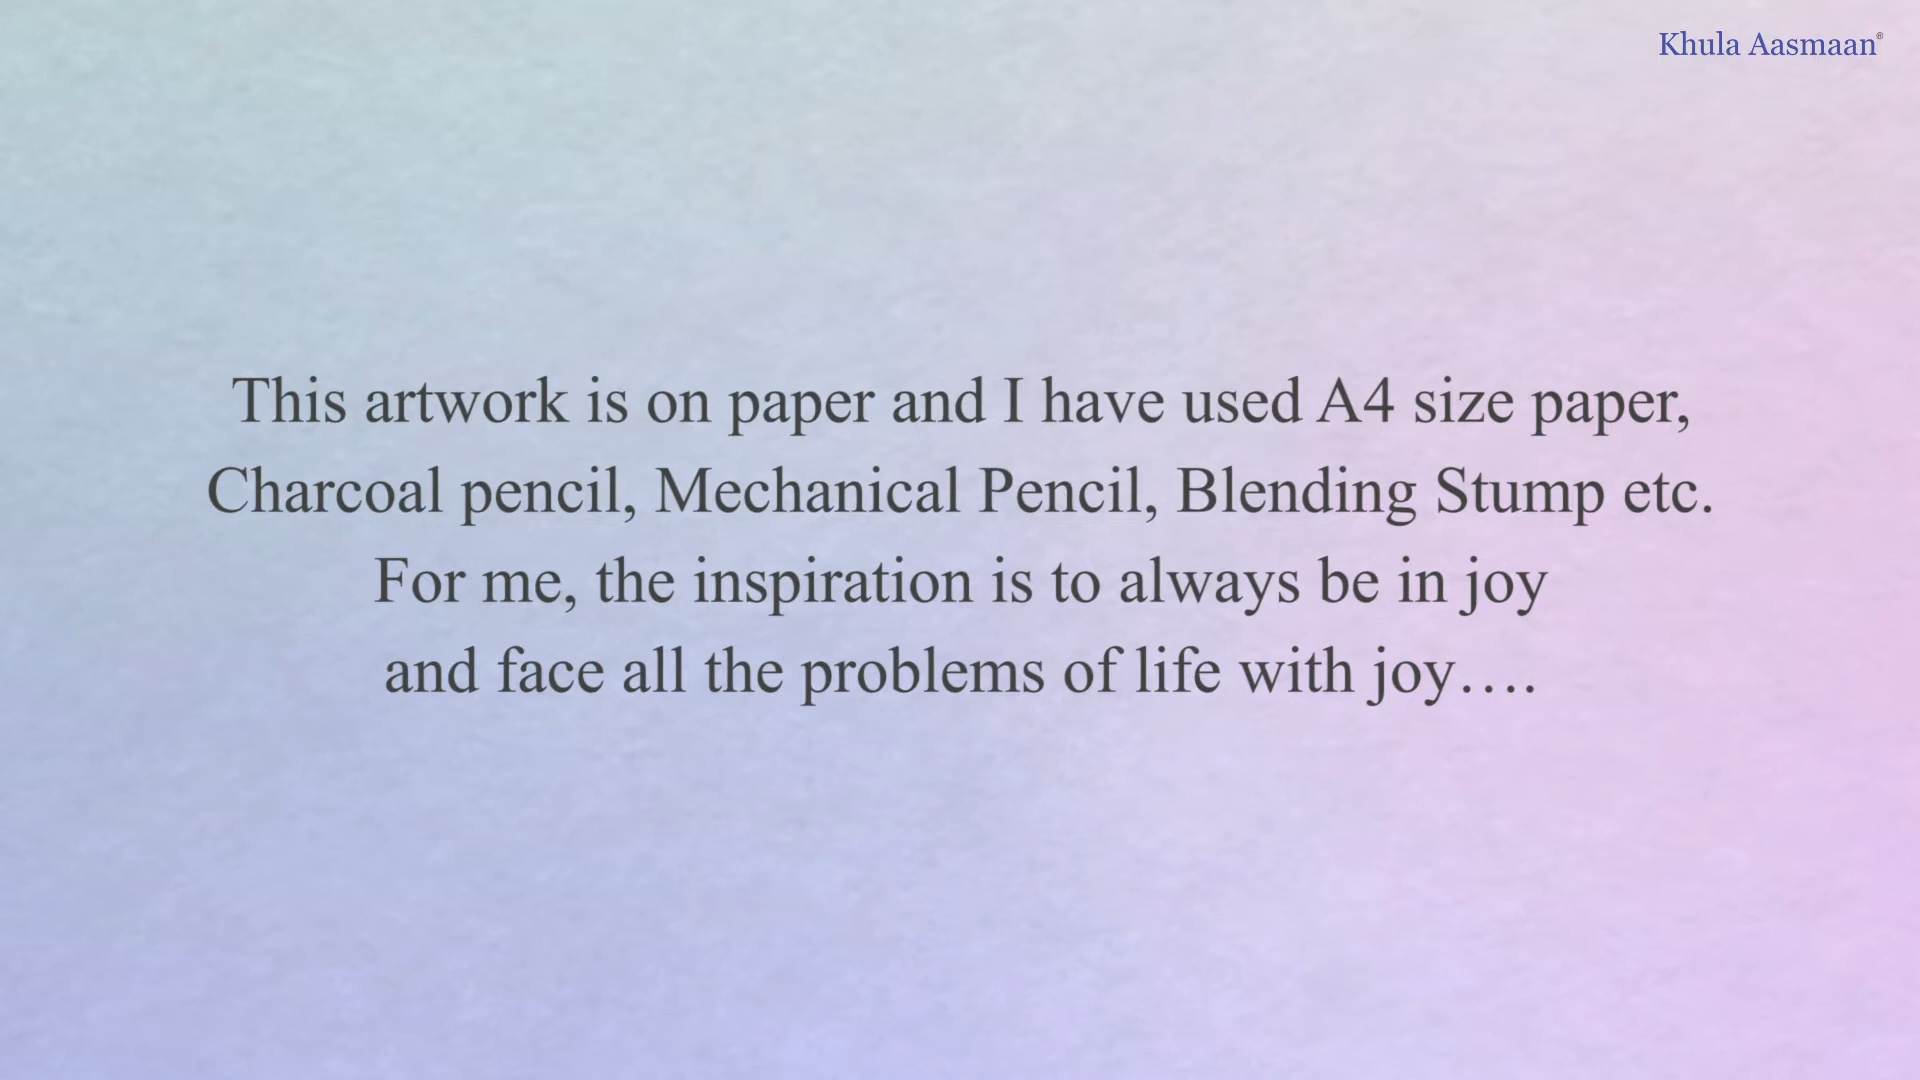 Khula Aasmaan®
This artwork is on paper and I have used A4 size paper,
Charcoal pencil, Mechanical Pencil, Blending Stump etc.
For me, the inspiration is to always be in joy
and face all the problems of life with joy….